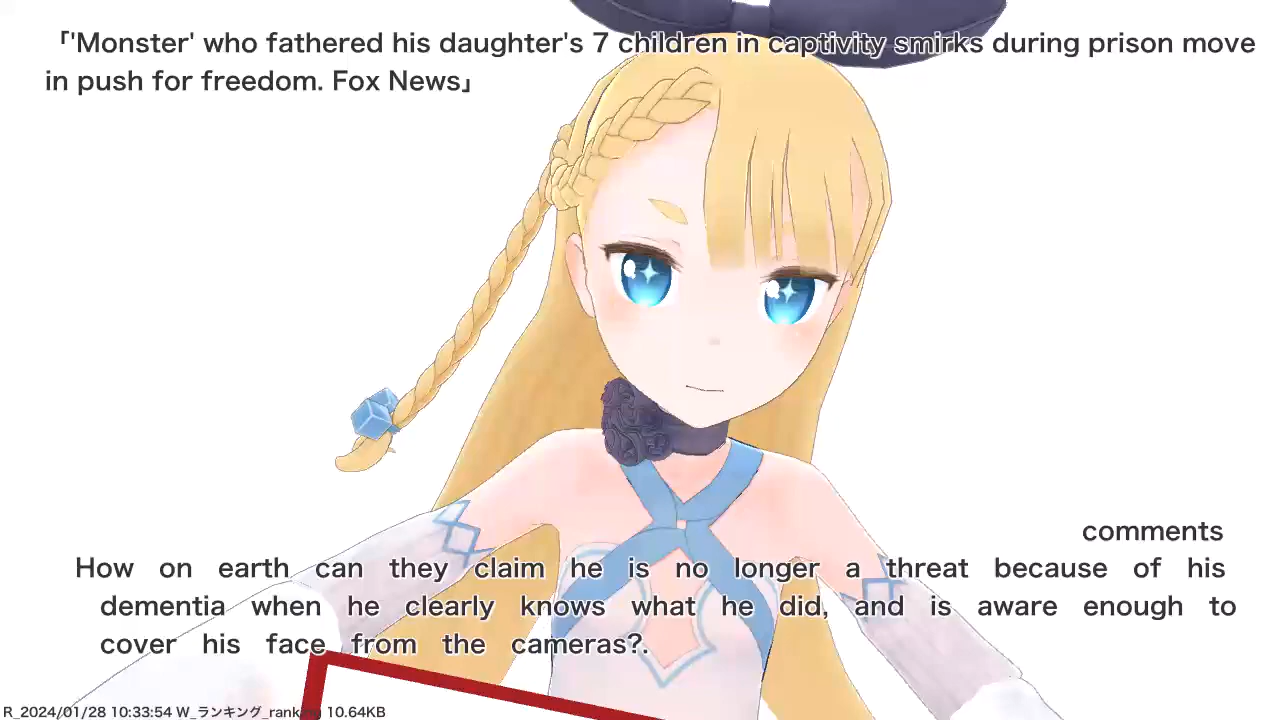 「'Monster' who fathered his daughter's 7 children in captivity smirks during prison move
in push for freedom. Fox News」
comments
How on earth can they claim he is no longer a threat because of his
dementia when he clearly knows what he did, and is aware enough to
cover his face from the cameras?.
R_2024/01/28 10:33:54 W_ランキング_ranking 10.64KB